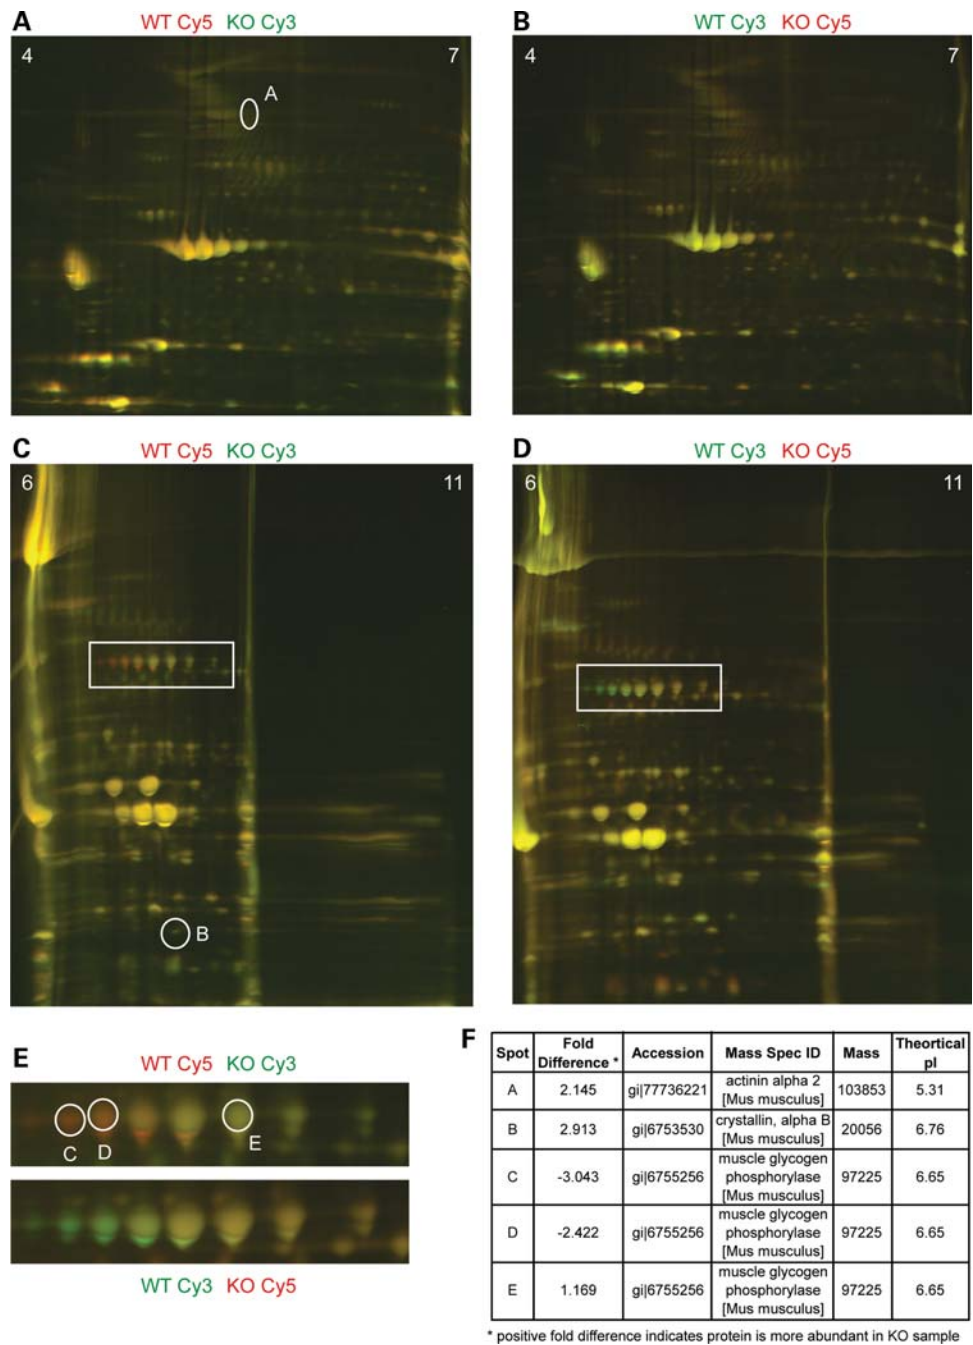 A
WT Cy5 KO Cy3
4
7
A
B
WT Cy3 KO Cy5
4
7
C
WT Cy5 KO Cy3
6
11
B
D
WT Cy3 KO Cy5
6
11
E
WT Cy5 KO Cy3
C
D
E
WT Cy3 KO Cy5
F
Spot Fold Difference * Accession Mass Spec ID Mass Theortical pI
A 2.145 gi|77736221 actinin alpha 2 [Mus musculus] 103853 5.31
B 2.913 gi|6753530 crystallin, alpha B [Mus musculus] 20056 6.76
C -3.043 gi|6755256 muscle glycogen phosphorylase [Mus musculus] 97225 6.65
D -2.422 gi|6755256 muscle glycogen phosphorylase [Mus musculus] 97225 6.65
E 1.169 gi|6755256 muscle glycogen phosphorylase [Mus musculus] 97225 6.65
* positive fold difference indicates protein is more abundant in KO sample